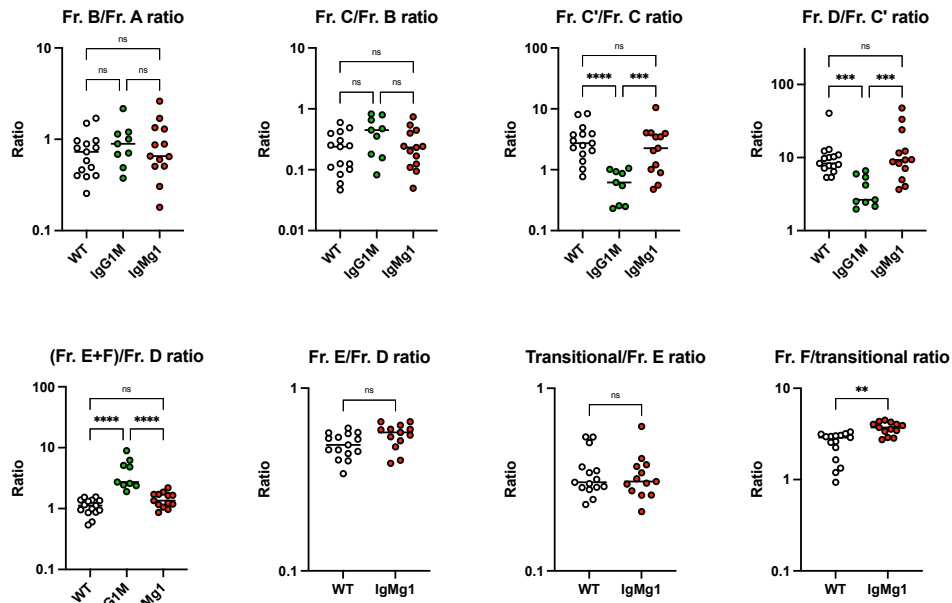 Fr. B/Fr. A ratio
ns
ns
ns
10
1
0.1
Ratio
WT
IgG1M
IgMg1
Fr. C/Fr. B ratio
ns
ns
ns
10
1
0.1
0.01
Ratio
WT
IgG1M
IgMg1
Fr. C'/Fr. C ratio
ns
**** ***
100
10
1
0.1
Ratio
WT
IgG1M
IgMg1
Fr. D/Fr. C' ratio
ns
*** ***
100
10
1
Ratio
WT
IgG1M
IgMg1
(Fr. E+F)/Fr. D ratio
ns
**** ****
100
10
1
0.1
Ratio
WT
Fr. E/Fr. D ratio
ns
1
0.1
Ratio
WT IgMg1
Transitional/Fr. E ratio
ns
1
0.1
Ratio
WT IgMg1
Fr. F/transitional ratio
**
10
1
0.1
Ratio
WT IgMg1